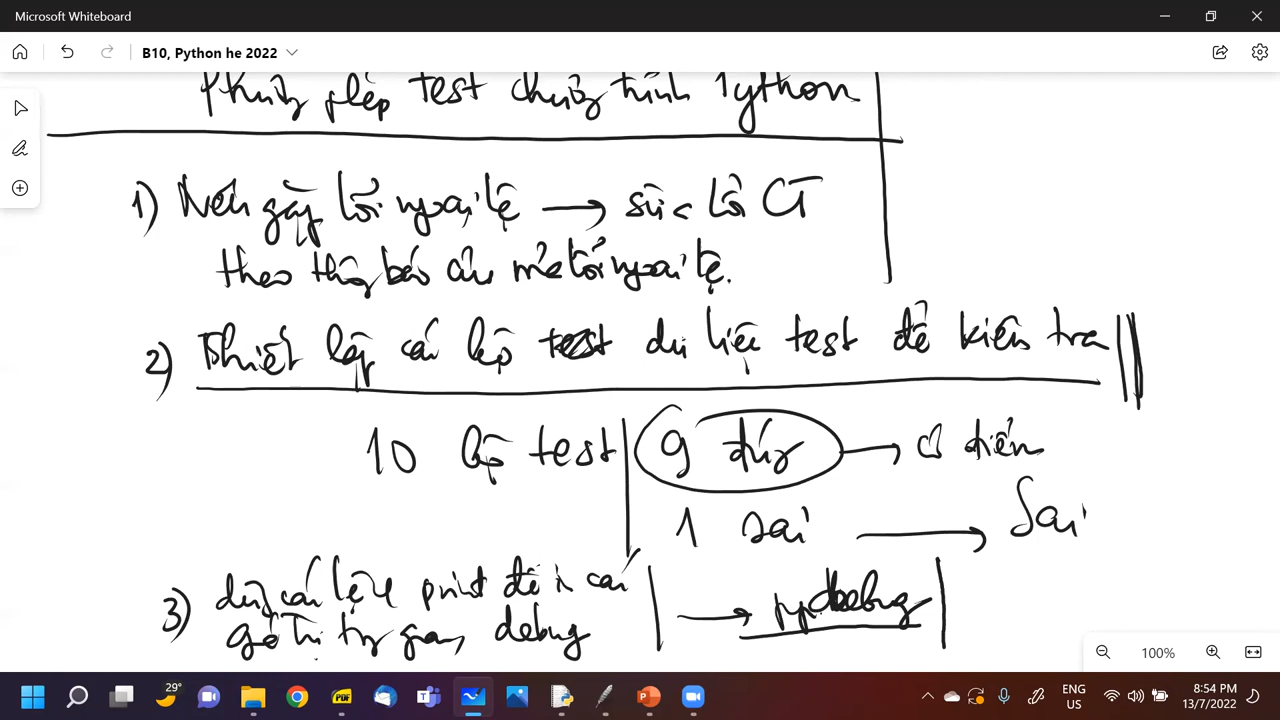 Microsoft Whiteboard
B10, Python he 2022
Phương pháp test chương trình Python
1) Nếu gặp lỗi ngoại lệ → sửa lỗi CT
theo thông báo của mã lỗi ngoại lệ.
2) Thiết lập các bộ test dữ liệu test để kiểm tra
10 bộ test 9 đúng → có điểm
1 sai → Sai
3) dùng các lệnh print để in các
giá trị trung gian debug → debug
100%
29°
ENG
US
8:54 PM
13/7/2022